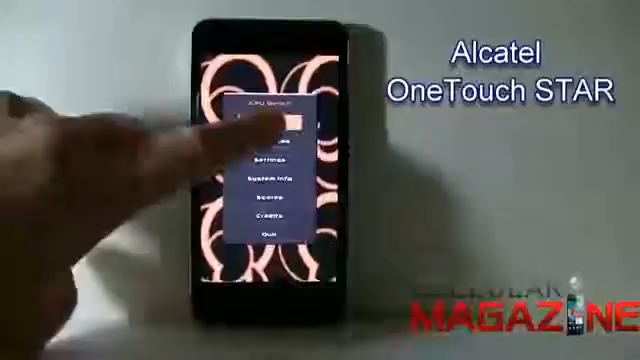 Alcatel
OneTouch STAR
Settings
System Info
Scores
Credits
Quit
MAGAZINE